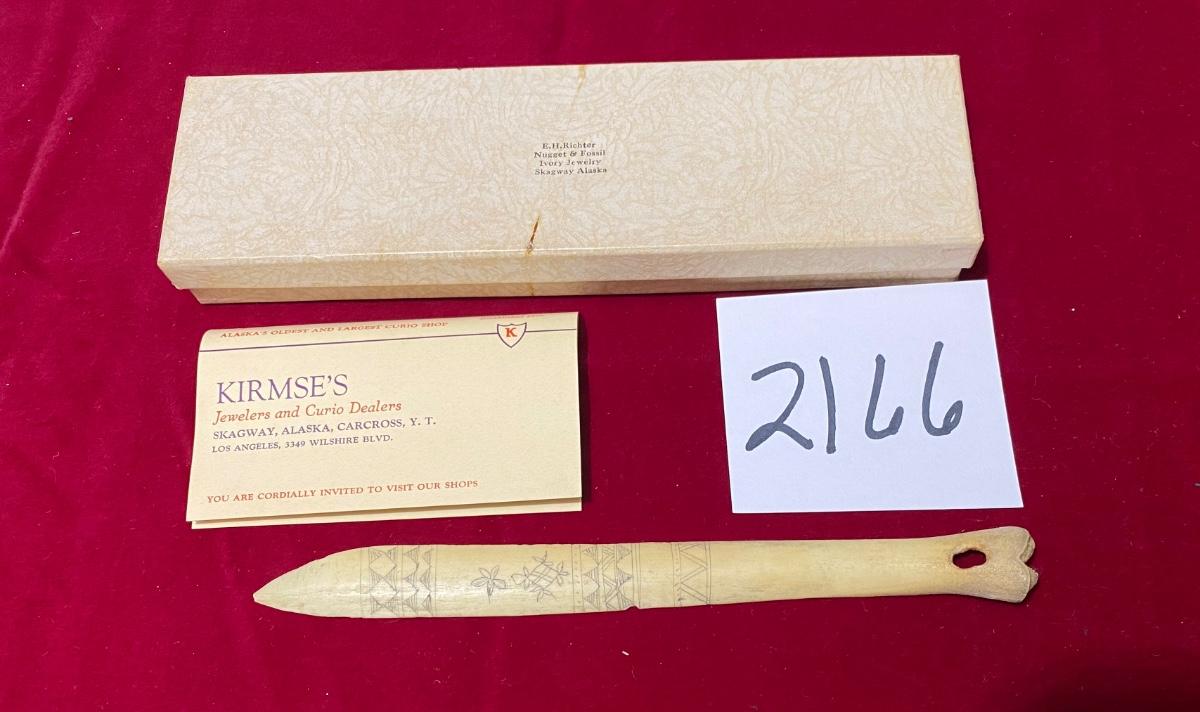 E.H.Richter
Nugget & Fossil
Ivory Jewelry
Skagway Alaska
ALASKA'S OLDEST AND LARGEST CURIO SHOP
K
KIRMSE'S
Jewelers and Curio Dealers
SKAGWAY, ALASKA, CARCROSS, Y. T.
LOS ANGELES, 3349 WILSHIRE BLVD.
YOU ARE CORDIALLY INVITED TO VISIT OUR SHOPS
2166